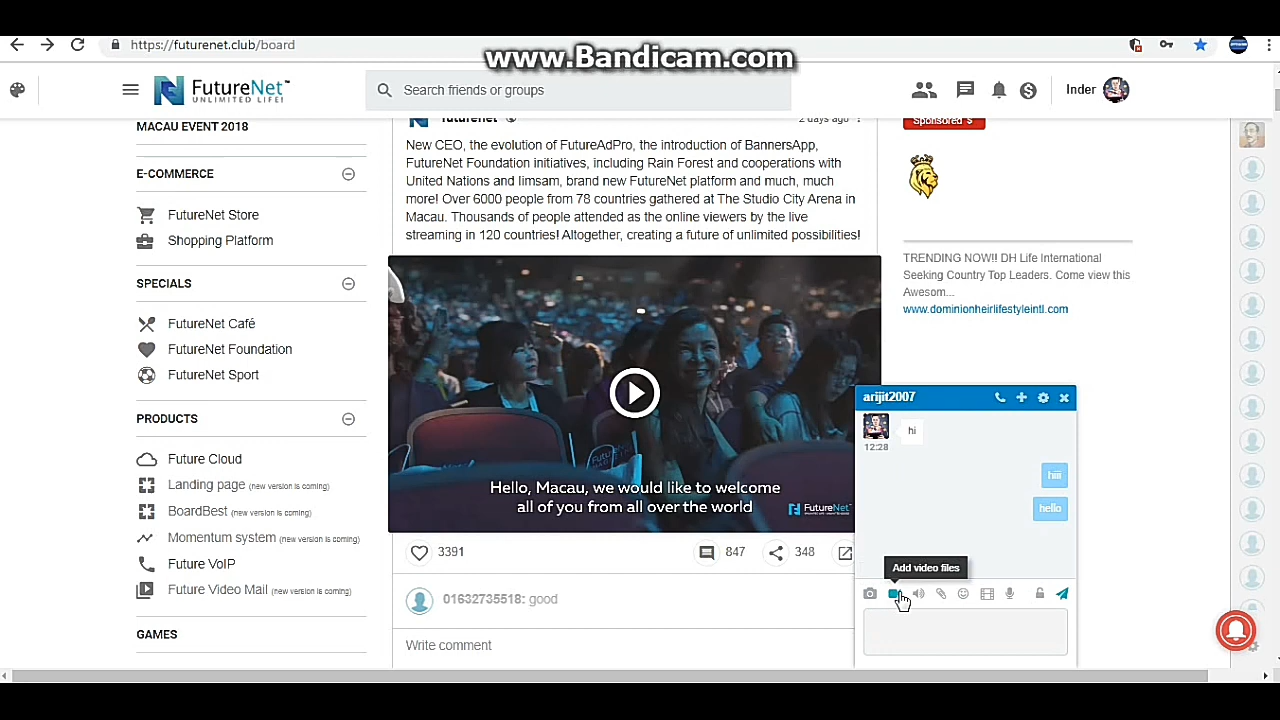 https://futurenet.club/board
www.Bandicam.com
FutureNet™
UNLIMITED LIFE!
Search friends or groups
Inder
MACAU EVENT 2018
E-COMMERCE
FutureNet Store
Shopping Platform
SPECIALS
FutureNet Café
FutureNet Foundation
FutureNet Sport
PRODUCTS
Future Cloud
Landing page (new version is coming)
BoardBest (new version is coming)
Momentum system (new version is coming)
Future VoIP
Future Video Mail (new version is coming)
GAMES
futurenet
2 days ago
New CEO, the evolution of FutureAdPro, the introduction of BannersApp,
FutureNet Foundation initiatives, including Rain Forest and cooperations with
United Nations and Iimsam, brand new FutureNet platform and much, much
more! Over 6000 people from 78 countries gathered at The Studio City Arena in
Macau. Thousands of people attended as the online viewers by the live
streaming in 120 countries! Altogether, creating a future of unlimited possibilities!
Hello, Macau, we would like to welcome
all of you from all over the world
FutureNet
3391
847
348
01632735518: good
Write comment
Sponsored $
TRENDING NOW!! DH Life International
Seeking Country Top Leaders. Come view this
Awesom...
www.dominionheirlifestyleintl.com
arijit2007
hi
12:28
hiii
hello
Add video files